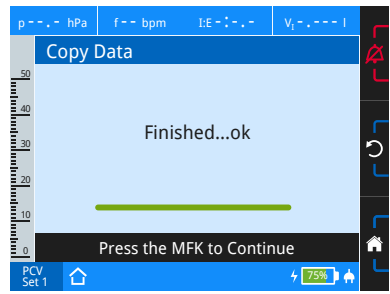 p --.- hPa f-- bpm I:E -:-.- VI -.--- l
Copy Data
50
40
Finished...ok
30
20
10
0
Press the MFK to Continue
PCV
Set 1
75%